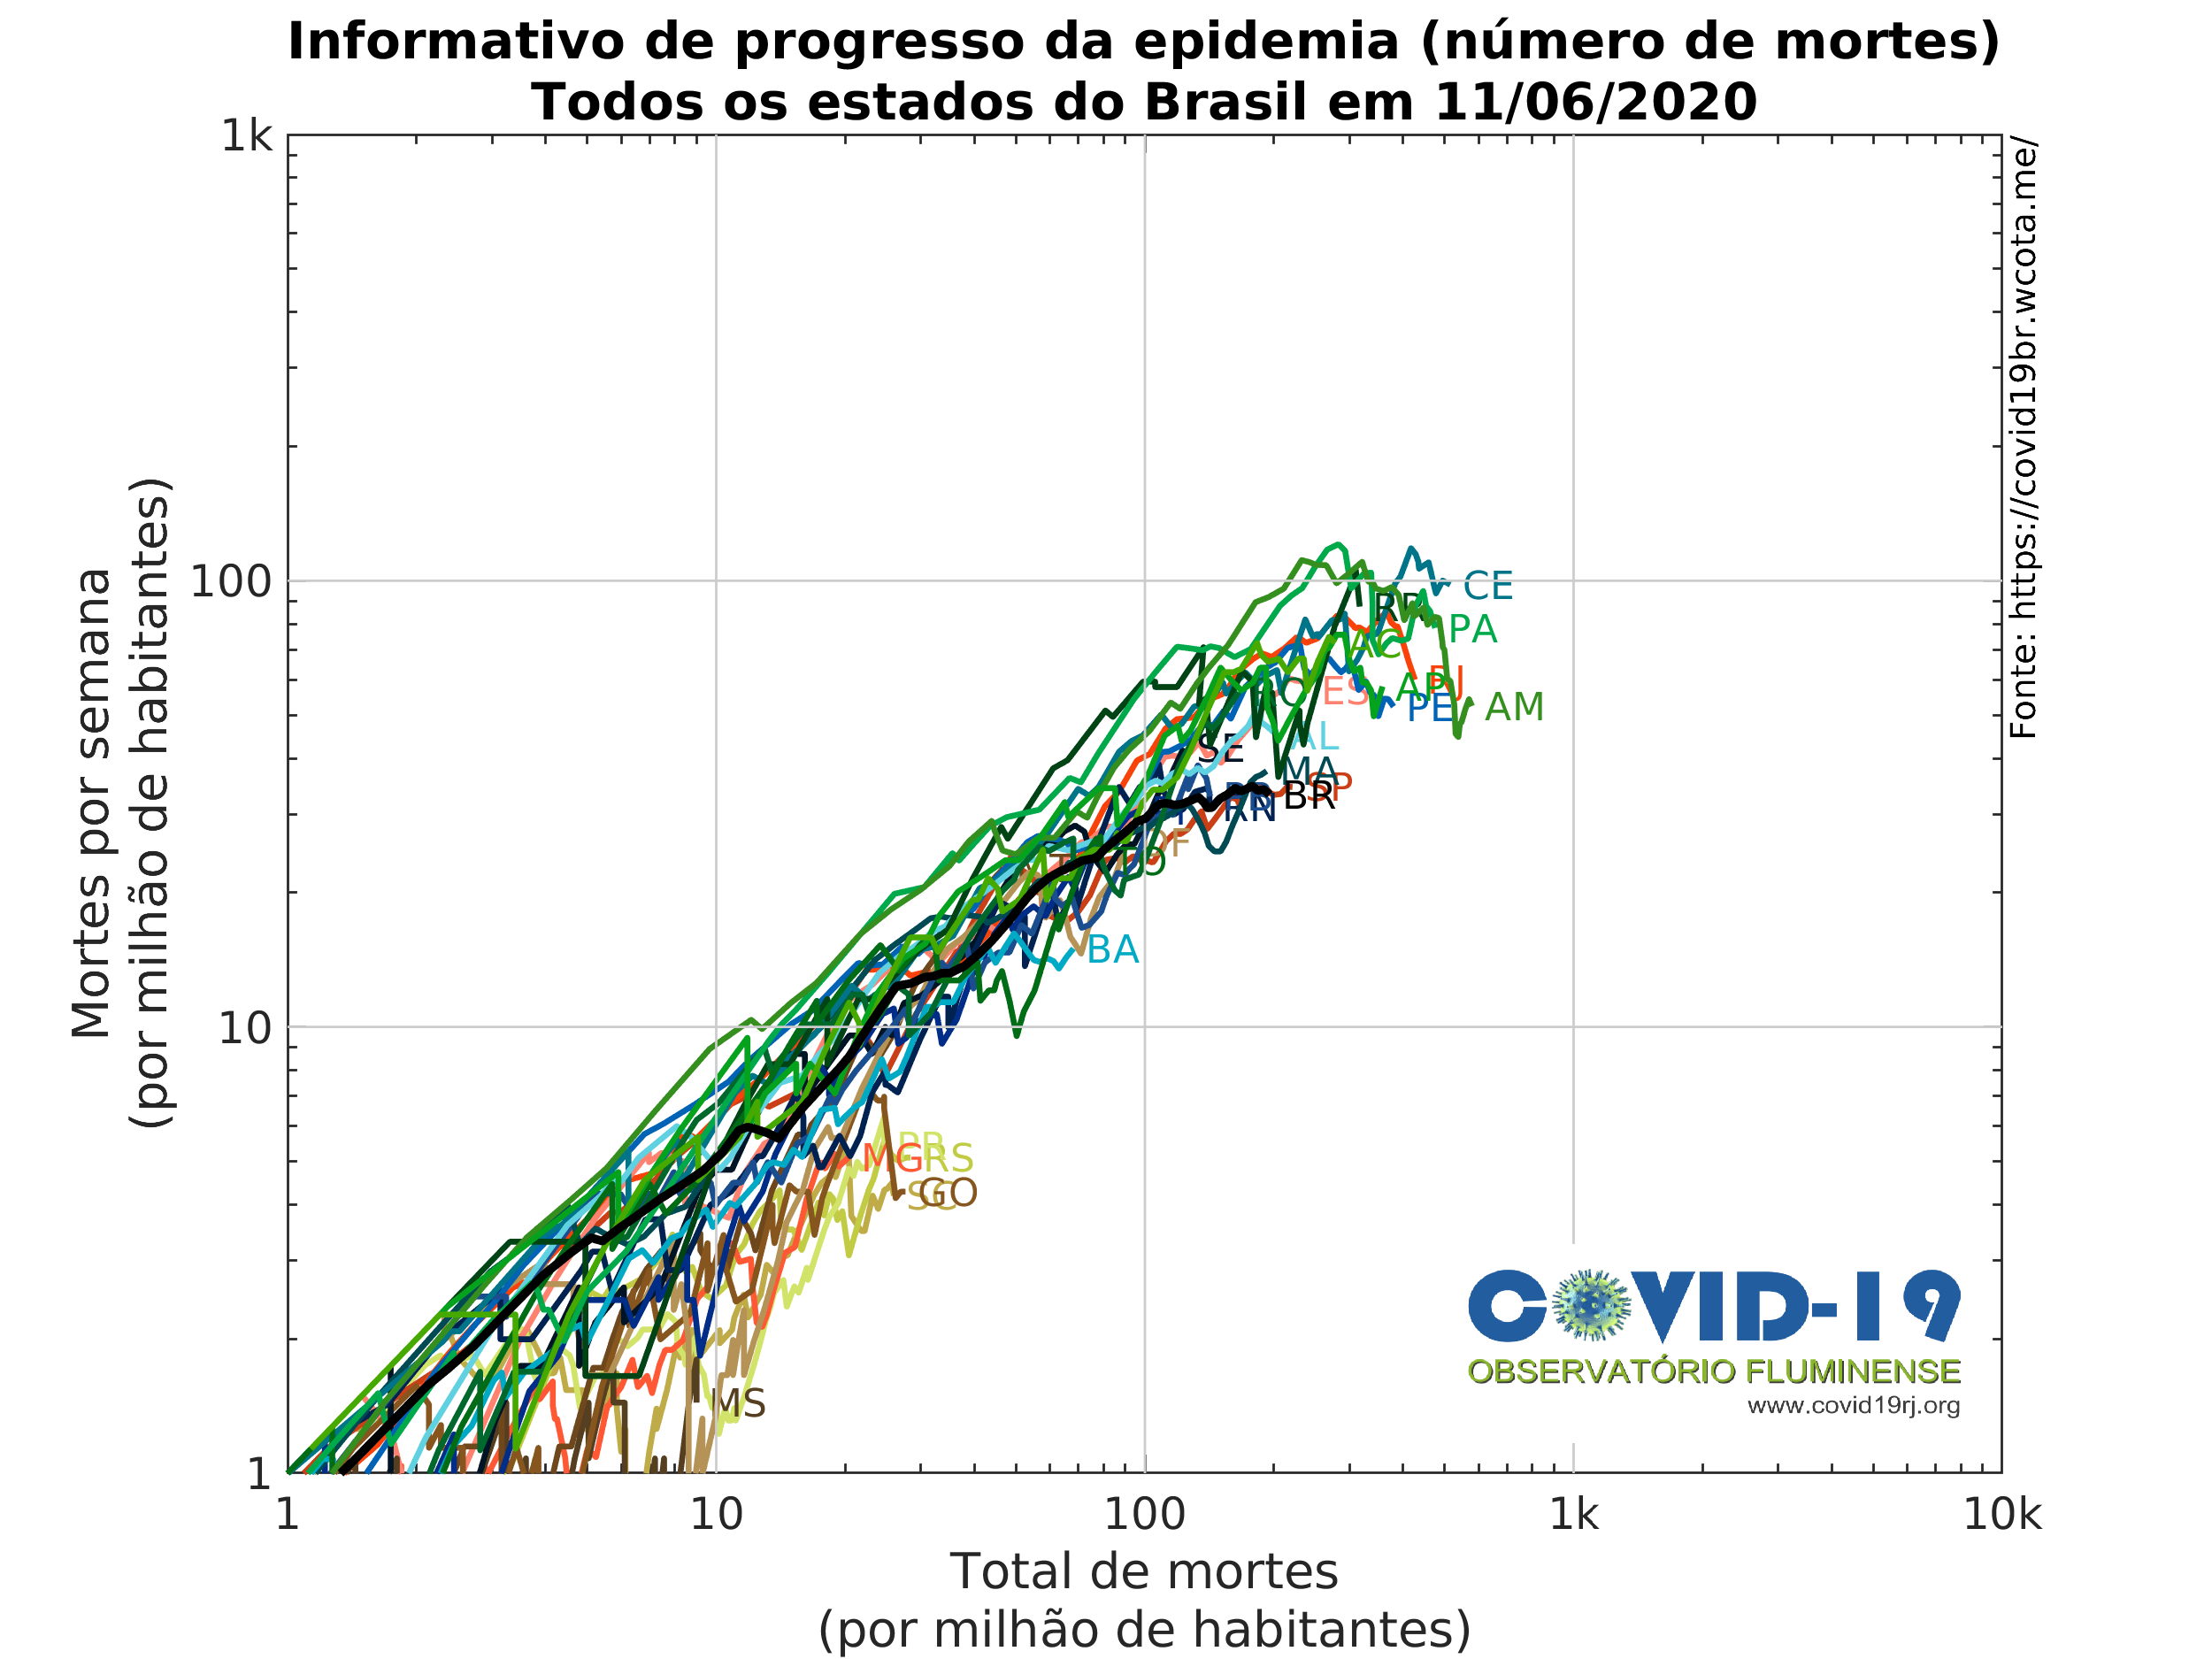 Informativo de progresso da epidemia (número de mortes)
Todos os estados do Brasil em 11/06/2020
Fonte: https://covid19br.wcota.me/
Mortes por semana
(por milhão de habitantes)
1k
100
10
1
CE
RR
PA
AC
RJ
ES
AP
PE
AM
AL
SE
MA
SP
BR
RN
BA
PR
MG
RS
SC
GO
MS
COVID-19
OBSERVATÓRIO FLUMINENSE
www.covid19rj.org
1
10
100
1k
10k
Total de mortes
(por milhão de habitantes)